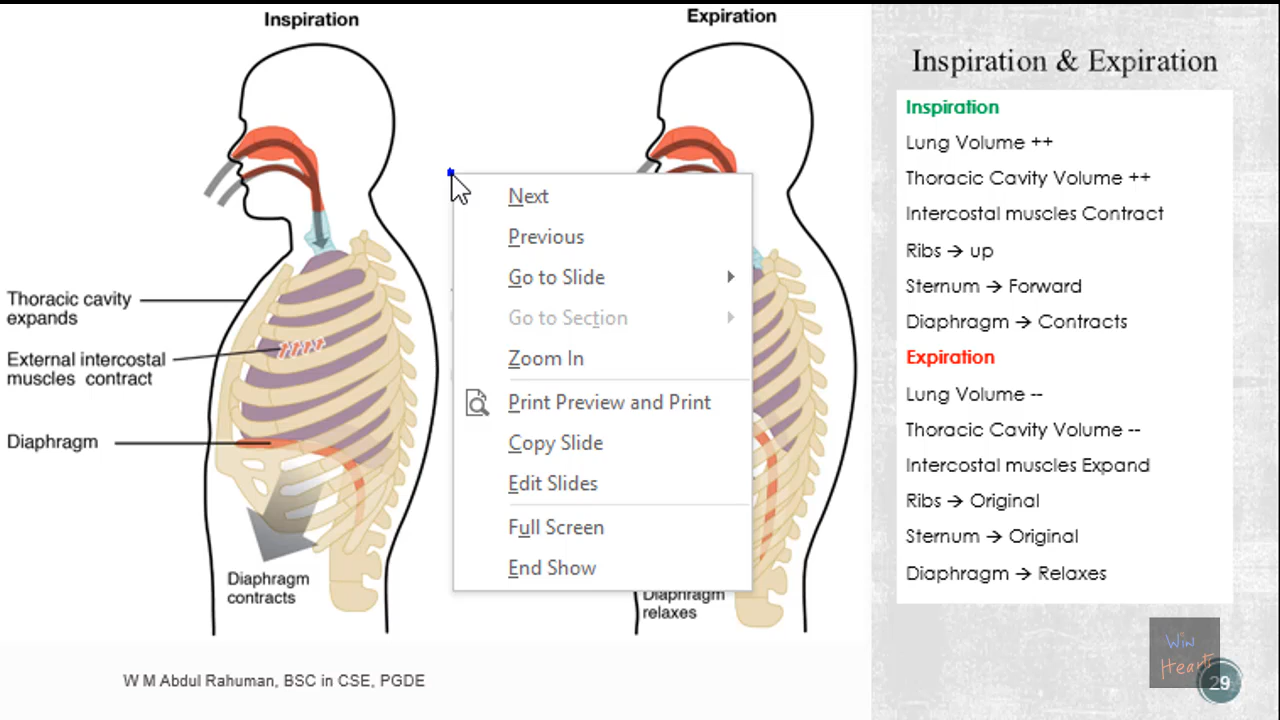 Inspiration
Expiration
Thoracic cavity
expands
External intercostal
muscles contract
Diaphragm
Diaphragm
contracts
Next
Previous
Go to Slide
Go to Section
Zoom In
Print Preview and Print
Copy Slide
Edit Slides
Full Screen
End Show
Diaphragm
relaxes
W M Abdul Rahuman, BSC in CSE, PGDE
Inspiration & Expiration
Inspiration
Lung Volume ++
Thoracic Cavity Volume ++
Intercostal muscles Contract
Ribs → up
Sternum → Forward
Diaphragm → Contracts
Expiration
Lung Volume --
Thoracic Cavity Volume --
Intercostal muscles Expand
Ribs → Original
Sternum → Original
Diaphragm → Relaxes
Win
Hearts
29